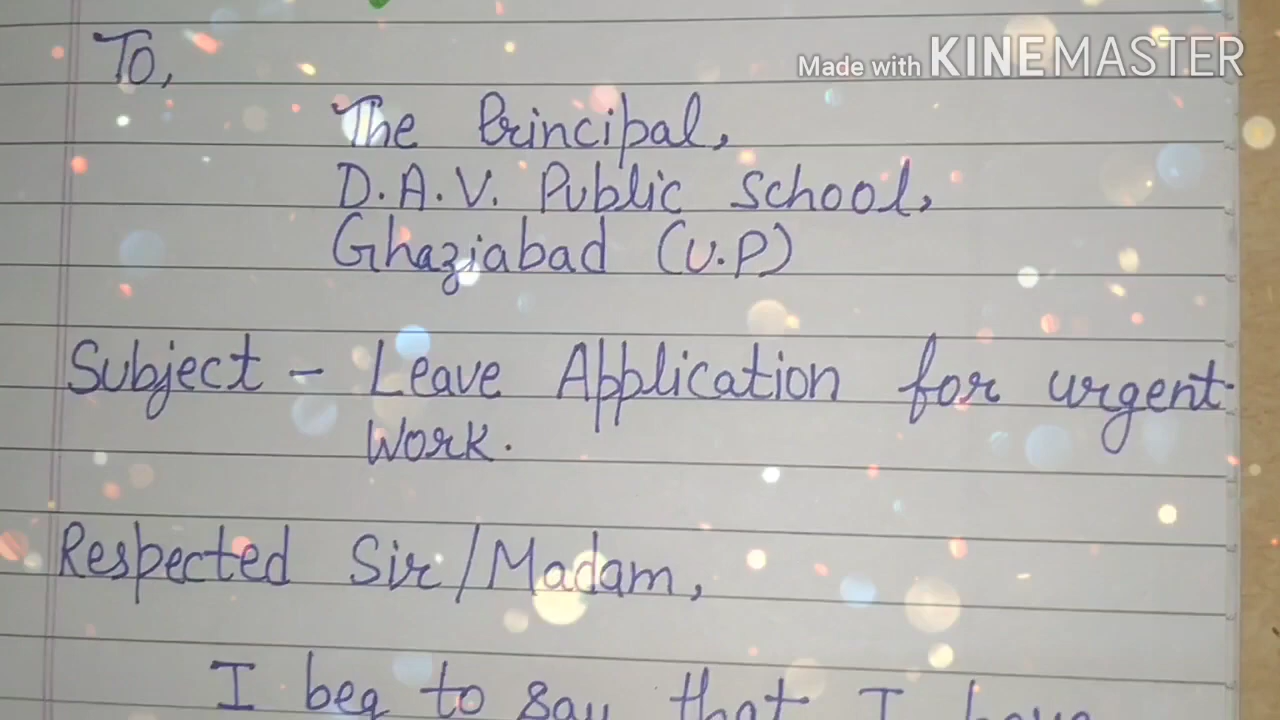 Made with KINEMASTER
To,
The Principal,
D.A.V. Public School,
Ghaziabad (U.P)
Subject - Leave Application for urgent
Work.
Respected Sir/Madam,
I beg to say that I have